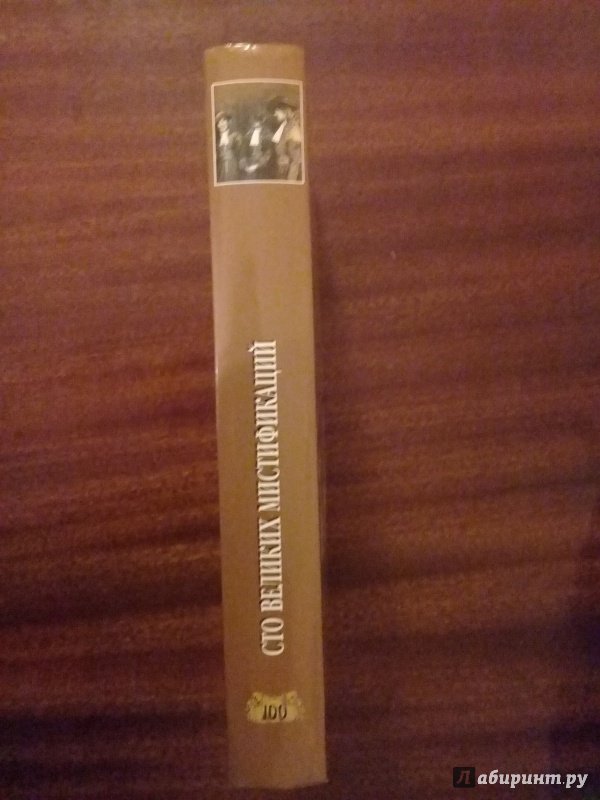 СТО ВЕЛИКИХ МИСТИФИКАЦИЙ
100
Лабиринт.ру